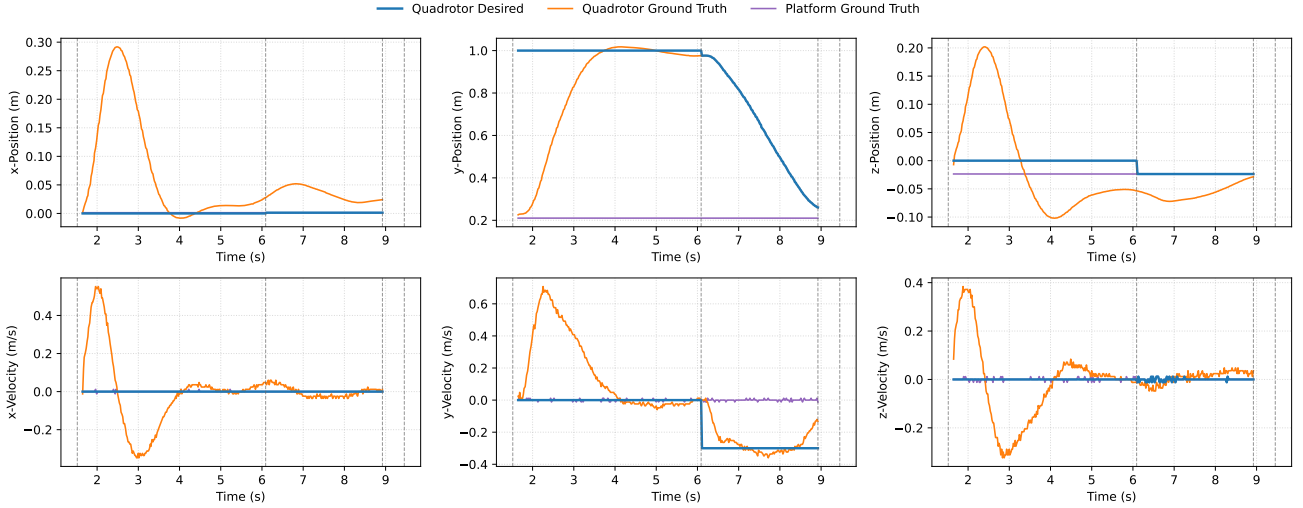 Quadrotor Desired Quadrotor Ground Truth Platform Ground Truth
x-Position (m)
0.30
0.25
0.20
0.15
0.10
0.05
0.00
2 3 4 5 6 7 8 9
Time (s)
y-Position (m)
1.0
0.8
0.6
0.4
0.2
2 3 4 5 6 7 8 9
Time (s)
z-Position (m)
0.20
0.15
0.10
0.05
0.00
−0.05
−0.10
2 3 4 5 6 7 8 9
Time (s)
x-Velocity (m/s)
0.4
0.2
0.0
−0.2
2 3 4 5 6 7 8 9
Time (s)
y-Velocity (m/s)
0.6
0.4
0.2
0.0
−0.2
−0.4
2 3 4 5 6 7 8 9
Time (s)
z-Velocity (m/s)
0.4
0.2
0.0
−0.2
2 3 4 5 6 7 8 9
Time (s)